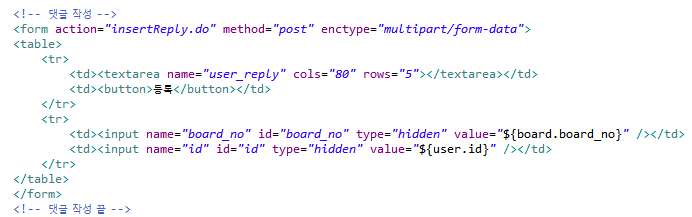 <!-- 댓글 작성 -->
<form action="insertReply.do" method="post" enctype="multipart/form-data">
<table>
<tr>
<td><textarea name="user_reply" cols="80" rows="5"></textarea></td>
<td><button>등록</button></td>
</tr>
<tr>
<td><input name="board_no" id="board_no" type="hidden" value="${board.board_no}" /></td>
<td><input name="id" id="id" type="hidden" value="${user.id}" /></td>
</tr>
</table>
</form>
<!-- 댓글 작성 끝 -->